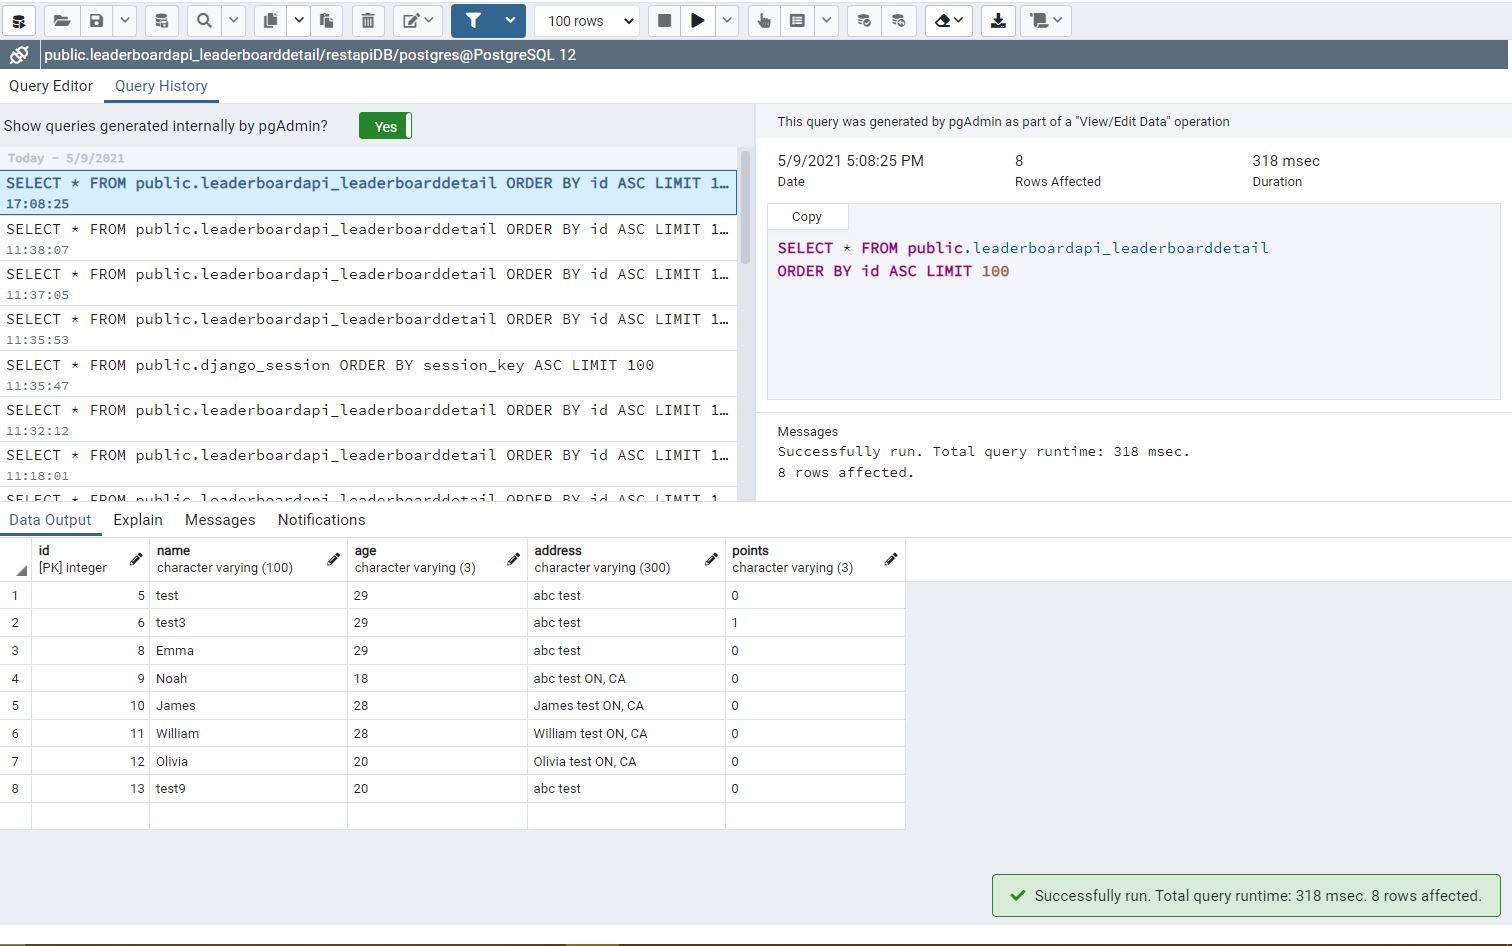 100 rows
public.leaderboardapi_leaderboarddetail/restapiDB/postgres@PostgreSQL 12
Query Editor Query History
Show queries generated internally by pgAdmin? Yes
Today - 5/9/2021
SELECT * FROM public.leaderboardapi_leaderboarddetail ORDER BY id ASC LIMIT 1…
17:08:25
SELECT * FROM public.leaderboardapi_leaderboarddetail ORDER BY id ASC LIMIT 1…
11:38:07
SELECT * FROM public.leaderboardapi_leaderboarddetail ORDER BY id ASC LIMIT 1…
11:37:05
SELECT * FROM public.leaderboardapi_leaderboarddetail ORDER BY id ASC LIMIT 1…
11:35:53
SELECT * FROM public.django_session ORDER BY session_key ASC LIMIT 100
11:35:47
SELECT * FROM public.leaderboardapi_leaderboarddetail ORDER BY id ASC LIMIT 1…
11:32:12
SELECT * FROM public.leaderboardapi_leaderboarddetail ORDER BY id ASC LIMIT 1…
11:18:01
SELECT * FROM public.leaderboardapi_leaderboarddetail ORDER BY id ASC LIMIT 1
This query was generated by pgAdmin as part of a "View/Edit Data" operation
5/9/2021 5:08:25 PM 8 318 msec
Date Rows Affected Duration
Copy
SELECT * FROM public.leaderboardapi_leaderboarddetail
ORDER BY id ASC LIMIT 100
Messages
Successfully run. Total query runtime: 318 msec.
8 rows affected.
Data Output Explain Messages Notifications
id name age address points
[PK] integer character varying (100) character varying (3) character varying (300) character varying (3)
1 5 test 29 abc test 0
2 6 test3 29 abc test 1
3 8 Emma 29 abc test 0
4 9 Noah 18 abc test ON, CA 0
5 10 James 28 James test ON, CA 0
6 11 William 28 William test ON, CA 0
7 12 Olivia 20 Olivia test ON, CA 0
8 13 test9 20 abc test 0
Successfully run. Total query runtime: 318 msec. 8 rows affected.